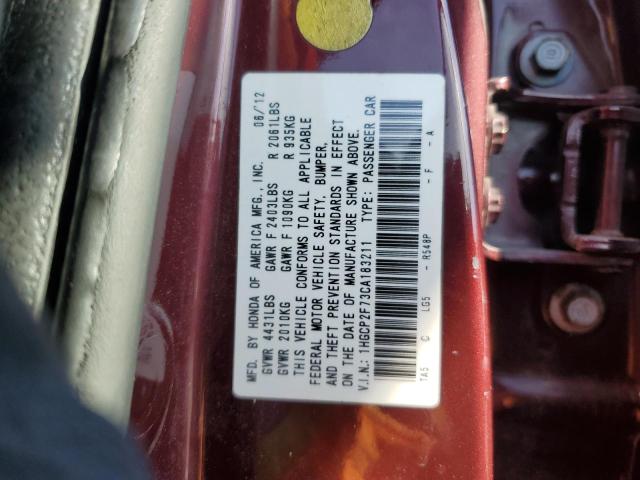 MFD. BY HONDA OF AMERICA MFG., INC. 06/'12
GVWR 4431LBS GAWR F 2403LBS R 2061LBS
GVWR 2010KG GAWR F 1090KG R 935KG
THIS VEHICLE CONFORMS TO ALL APPLICABLE
FEDERAL MOTOR VEHICLE SAFETY, BUMPER,
AND THEFT PREVENTION STANDARDS IN EFFECT
ON THE DATE OF MANUFACTURE SHOWN ABOVE.
V.I.N.: 1HGCP2F73CA183211 TYPE: PASSENGER CAR
TA5 C LG5 - R548P - F - A